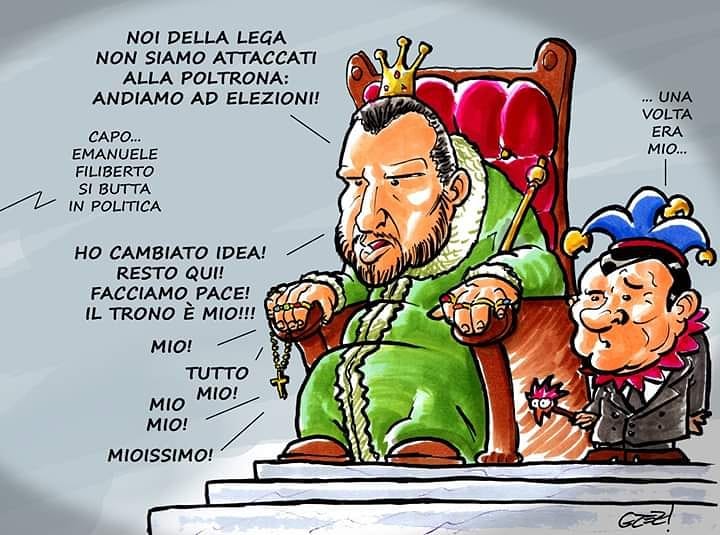 NOI DELLA LEGA
NON SIAMO ATTACCATI
ALLA POLTRONA:
ANDIAMO AD ELEZIONI!
CAPO...
EMANUELE
FILIBERTO
SI BUTTA
IN POLITICA
HO CAMBIATO IDEA!
RESTO QUI!
FACCIAMO PACE!
IL TRONO È MIO!!!
MIO!
TUTTO
MIO!
MIO
MIO!
MIOISSIMO!
... UNA
VOLTA
ERA
MIO...